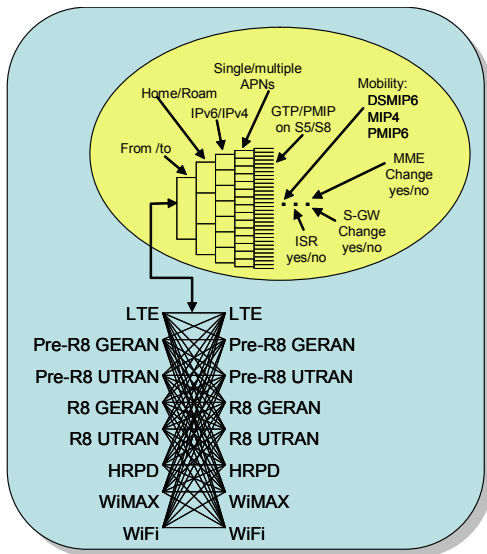 Single/multiple
APNs
Home/Roam
IPv6/IPv4
GTP/PMIP
on S5/S8
Mobility:
DSMIP6
MIP4
PMIP6
From /to
MME
Change
yes/no
S-GW
Change
yes/no
ISR
yes/no
LTE LTE
Pre-R8 GERAN Pre-R8 GERAN
Pre-R8 UTRAN Pre-R8 UTRAN
R8 GERAN R8 GERAN
R8 UTRAN R8 UTRAN
HRPD HRPD
WiMAX WiMAX
WiFi WiFi